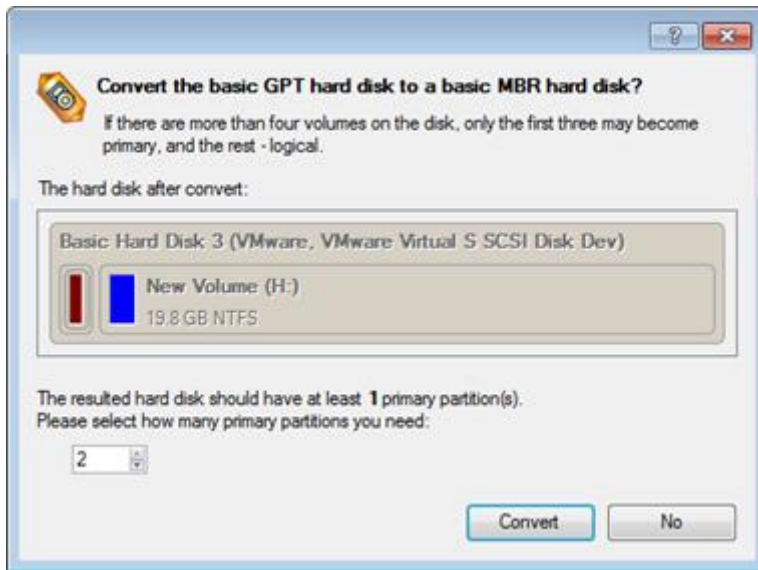 Convert the basic GPT hard disk to a basic MBR hard disk?
If there are more than four volumes on the disk, only the first three may become
primary, and the rest - logical.
The hard disk after convert:
Basic Hard Disk 3 (VMware, VMware Virtual S SCSI Disk Dev)
New Volume (H:)
19.8 GB NTFS
The resulted hard disk should have at least 1 primary partition(s).
Please select how many primary partitions you need:
2
Convert
No